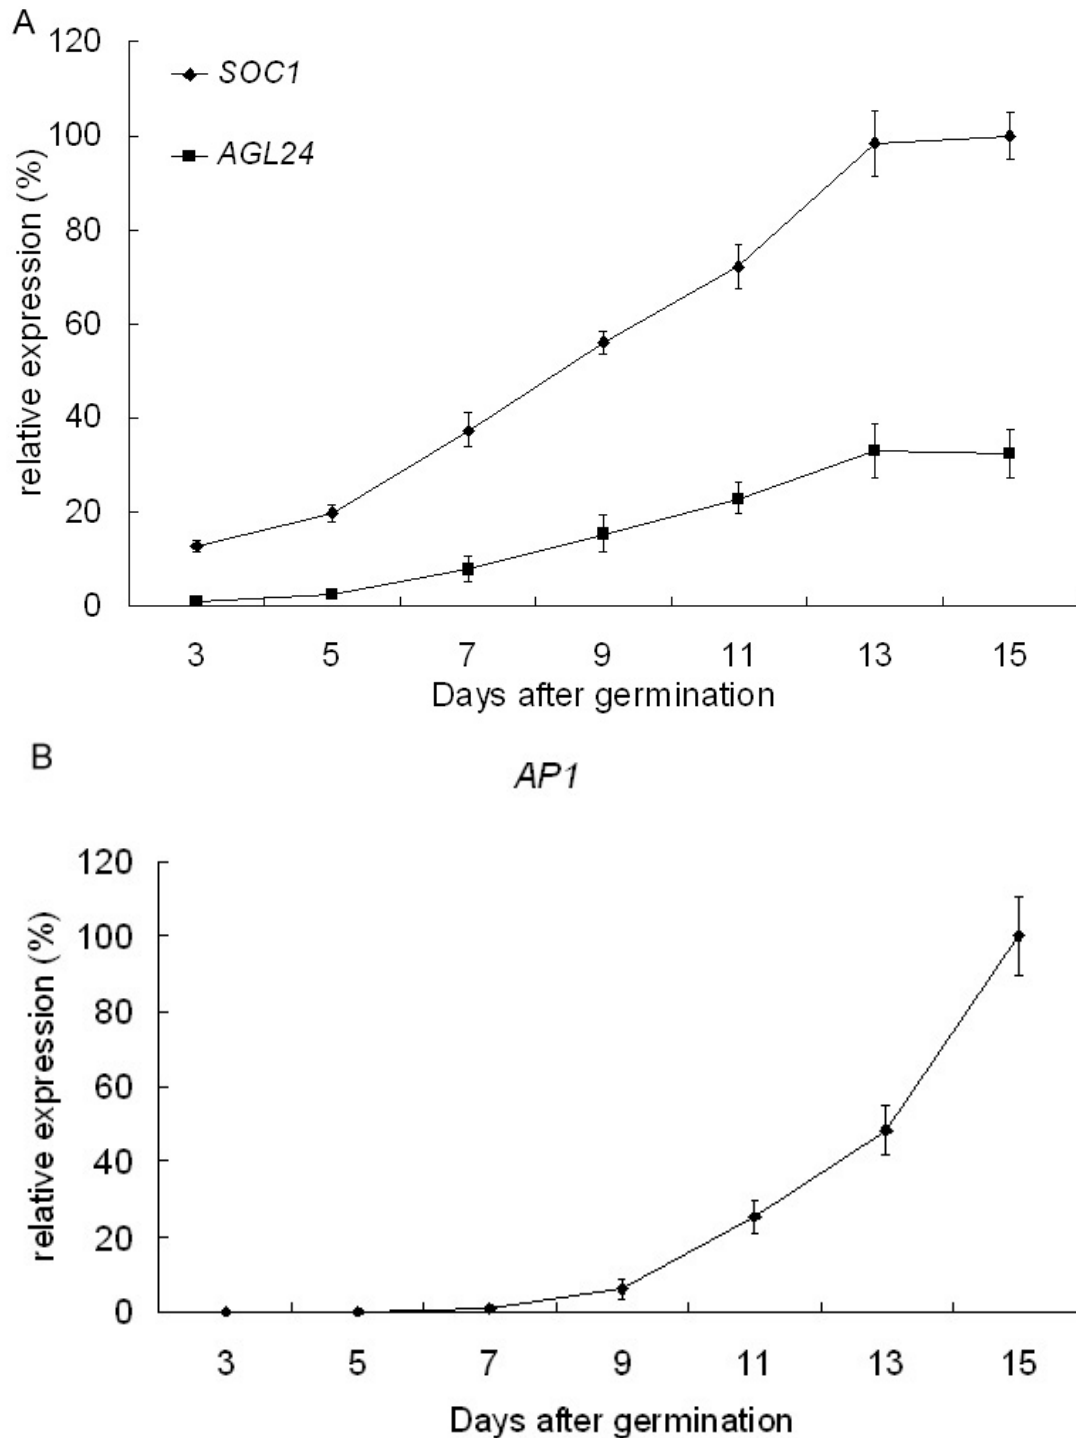 A
120
100
80
60
40
20
0
relative expression (%)
SOC1
AGL24
3 5 7 9 11 13 15
Days after germination
B
AP1
120
100
80
60
40
20
0
relative expression (%)
3 5 7 9 11 13 15
Days after germination